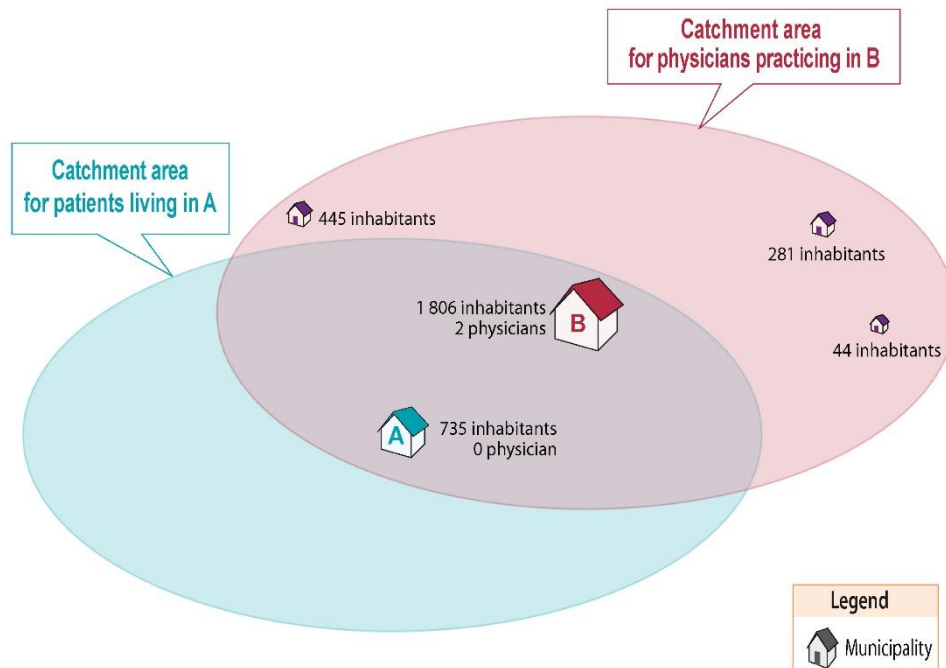 Catchment area
for physicians practicing in B
Catchment area
for patients living in A
445 inhabitants
281 inhabitants
1 806 inhabitants
2 physicians
B
44 inhabitants
A
735 inhabitants
0 physician
Legend
Municipality